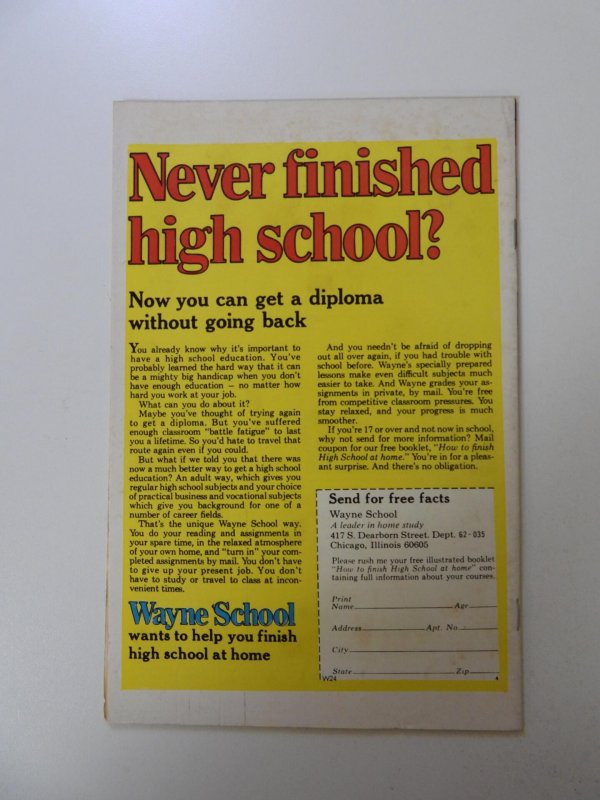 Never finished
high school?
Now you can get a diploma
without going back
You already know why it's important to
have a high school education. You've
probably learned the hard way that it can
be a mighty big handicap when you don't
have enough education – no matter how
hard you work at your job.
What can you do about it?
Maybe you've thought of trying again
to get a diploma. But you've suffered
enough classroom "battle fatigue" to last
you a lifetime. So you'd hate to travel that
route again even if you could.
But what if we told you that there was
now a much better way to get a high school
education? An adult way, which gives you
regular high school subjects and your choice
of practical business and vocational subjects
which give you background for one of a
number of career fields.
That's the unique Wayne School way.
You do your reading and assignments in
your spare time, in the relaxed atmosphere
of your own home, and "turn in" your com-
pleted assignments by mail. You don't have
to give up your present job. You don't
have to study or travel to class at incon-
venient times.
Wayne School
wants to help you finish
high school at home
And you needn't be afraid of dropping
out all over again, if you had trouble with
school before. Wayne's specially prepared
lessons make even difficult subjects much
easier to take. And Wayne grades your as-
signments in private, by mail. You're free
from competitive classroom pressures. You
stay relaxed, and your progress is much
smoother.
If you're 17 or over and not now in school,
why not send for more information? Mail
coupon for our free booklet, "How to finish
High School at home." You're in for a pleas-
ant surprise. And there's no obligation.
Send for free facts
Wayne School
A leader in home study
417 S. Dearborn Street. Dept. 62-035
Chicago, Illinois 60605
Please rush me your free illustrated booklet
"How to finish High School at home" con-
taining full information about your courses.
Print
Name Age
Address Apt. No.
City
State Zip
W24 4